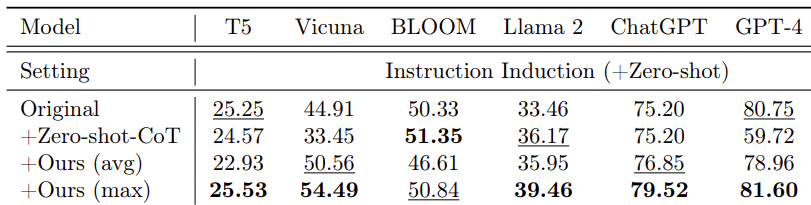 Model T5 Vicuna BLOOM Llama 2 ChatGPT GPT-4
Setting Instruction Induction (+Zero-shot)
Original 25.25 44.91 50.33 33.46 75.20 80.75
+Zero-shot-CoT 24.57 33.45 51.35 36.17 75.20 59.72
+Ours (avg) 22.93 50.56 46.61 35.95 76.85 78.96
+Ours (max) 25.53 54.49 50.84 39.46 79.52 81.60